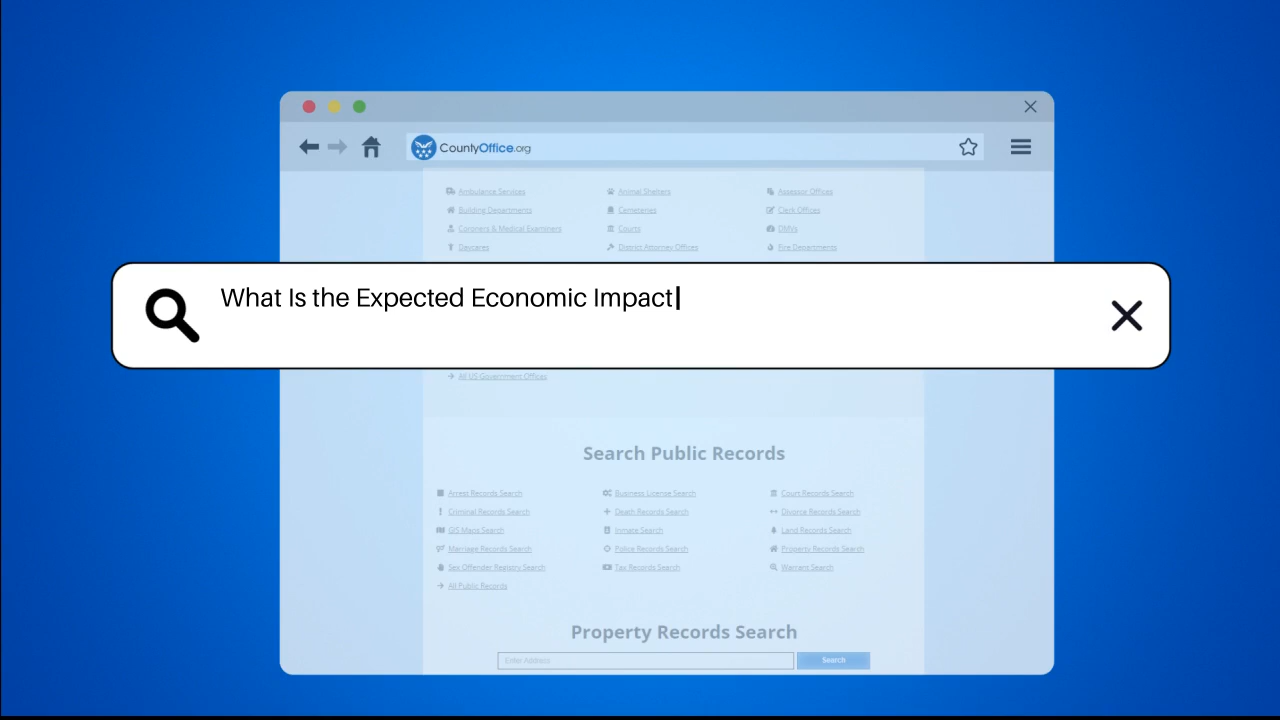 CountyOffice.org
Ambulance Services Animal Shelters Assessor Offices
Building Departments Cemeteries Clerk Offices
Coroners & Medical Examiners Courts DMVs
Daycares District Attorney Offices Fire Departments
What Is the Expected Economic Impact
All US Government Offices
Search Public Records
Arrest Records Search Business License Search Court Records Search
Criminal Records Search Death Records Search Divorce Records Search
GIS Maps Search Inmate Search Land Records Search
Marriage Records Search Police Records Search Property Records Search
Sex Offender Registry Search Tax Records Search Warrant Search
All Public Records
Property Records Search
Enter Address Search